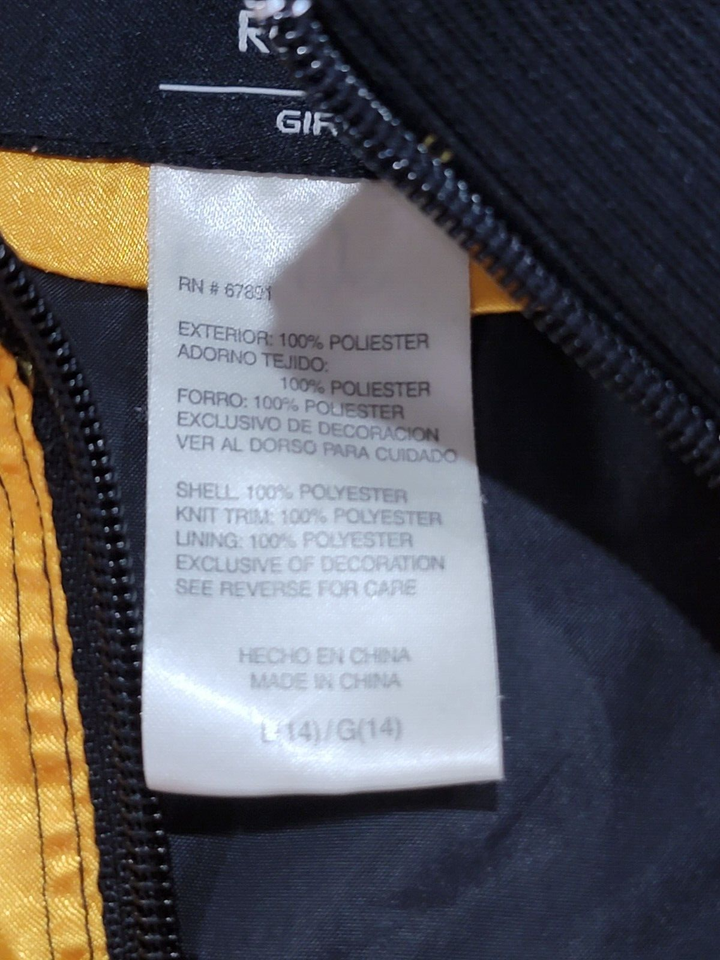 RN # 67891
EXTERIOR: 100% POLIESTER
ADORNO TEJIDO:
100% POLIESTER
FORRO: 100% POLIESTER
EXCLUSIVO DE DECORACION
VER AL DORSO PARA CUIDADO
SHELL. 100% POLYESTER
KNIT TRIM: 100% POLYESTER
LINING: 100% POLYESTER
EXCLUSIVE OF DECORATION
SEE REVERSE FOR CARE
HECHO EN CHINA
MADE IN CHINA
L(14)/G(14)